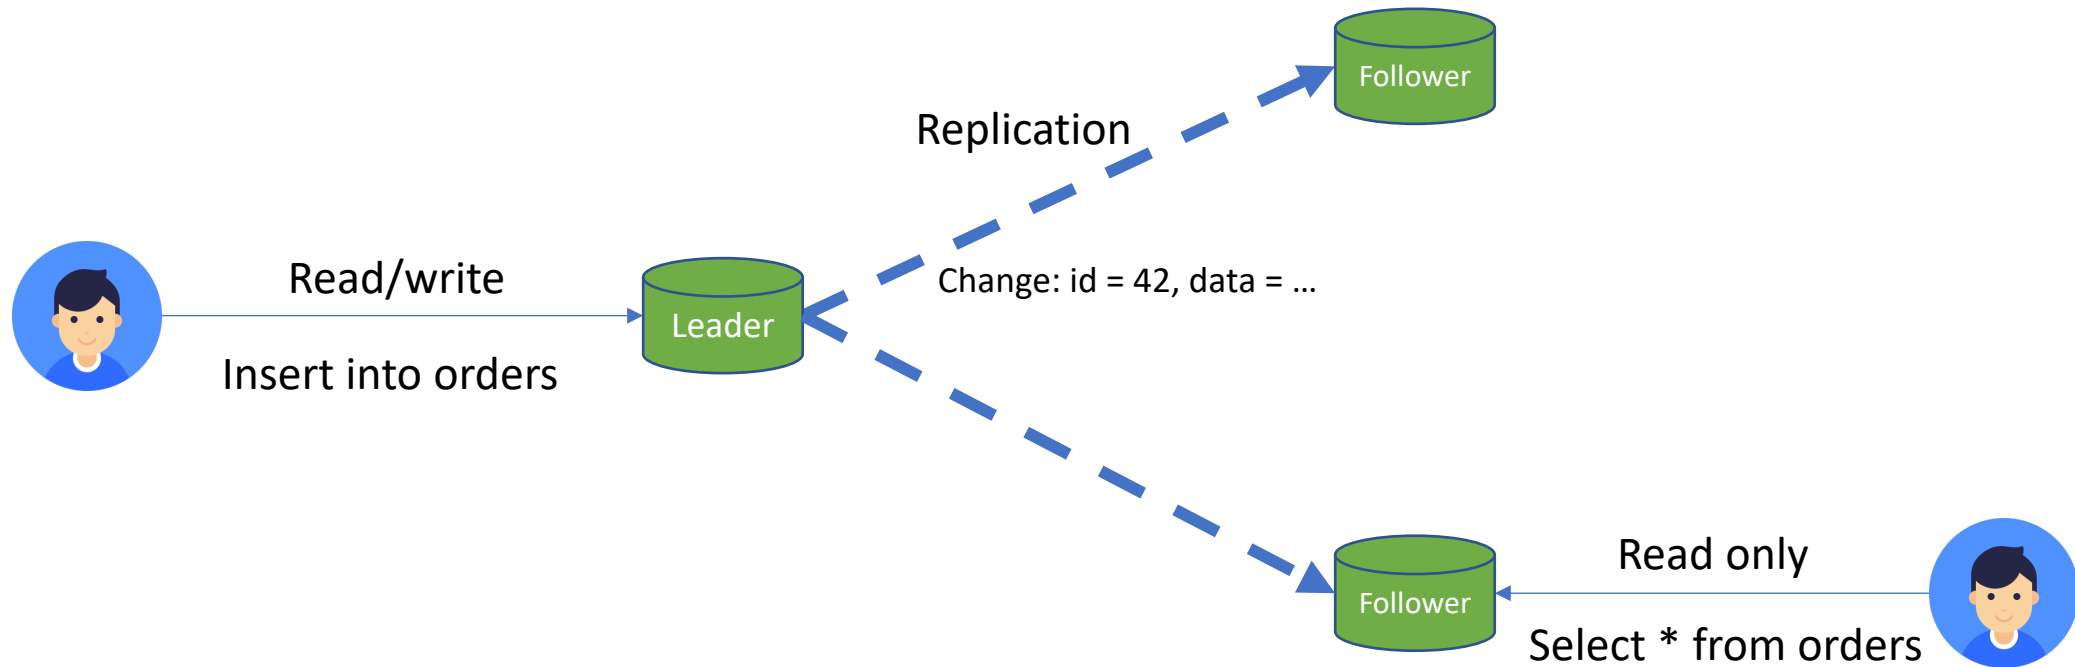 Follower
Replication
Read/write
Change: id = 42, data = ...
Leader
Insert into orders
Read only
Follower
Select * from orders